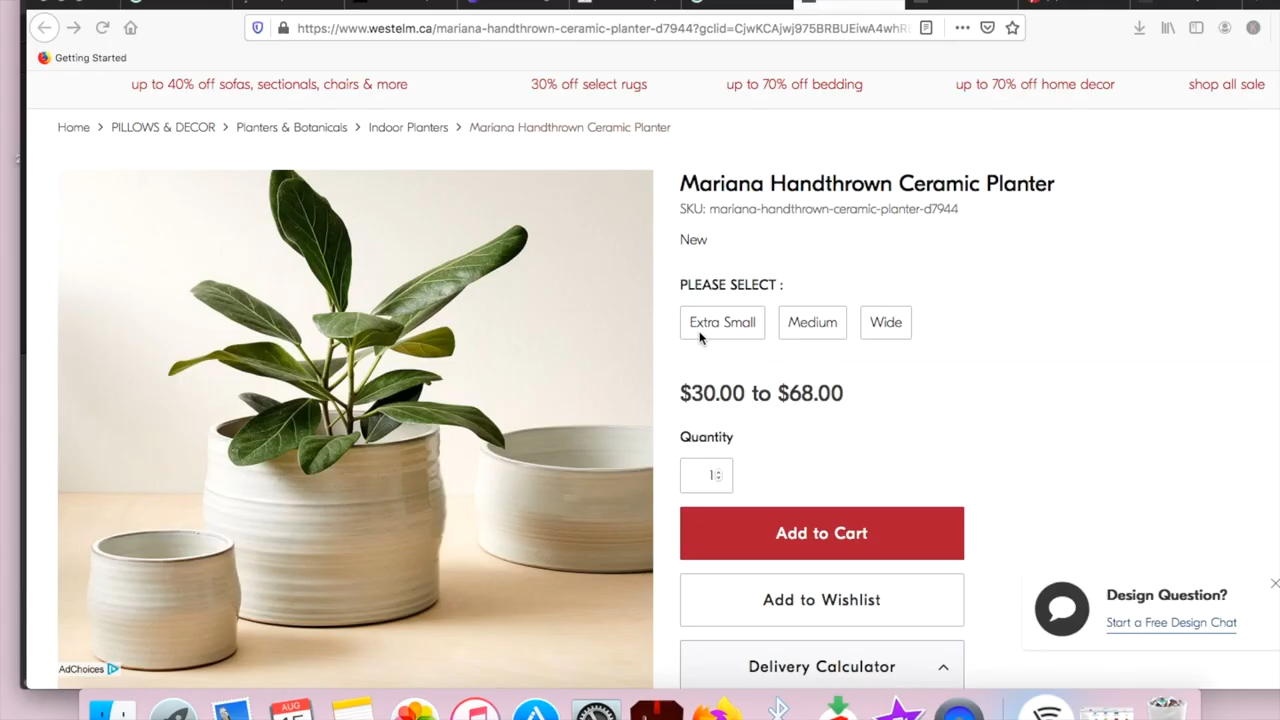 https://www.westelm.ca/mariana-handthrown-ceramic-planter-d7944?gclid=CjwKCAjwj975BRBUEiwA4whR
Getting Started
up to 40% off sofas, sectionals, chairs & more
30% off select rugs
up to 70% off bedding
up to 70% off home decor
shop all sale
Home > PILLOWS & DECOR > Planters & Botanicals > Indoor Planters > Mariana Handthrown Ceramic Planter
Mariana Handthrown Ceramic Planter
SKU: mariana-handthrown-ceramic-planter-d7944
New
PLEASE SELECT :
Extra Small
Medium
Wide
$30.00 to $68.00
Quantity
1
Add to Cart
Add to Wishlist
Delivery Calculator
Design Question?
Start a Free Design Chat
AdChoices
AUG